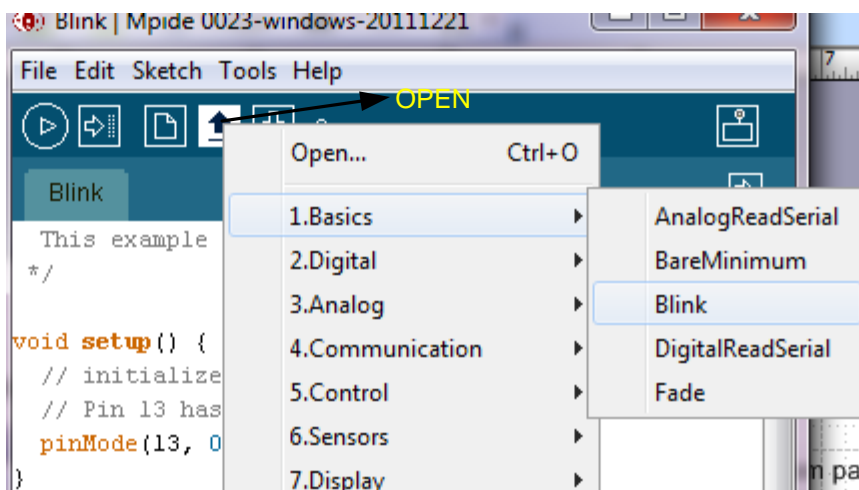 Blink | Mpide 0023-windows-20111221
File Edit Sketch Tools Help
OPEN
Open... Ctrl+O
Blink
1.Basics
AnalogReadSerial
This example
2.Digital
BareMinimum
*/
3.Analog
Blink
void setup() {
4.Communication
DigitalReadSerial
// initialize
5.Control
Fade
// Pin 13 has
6.Sensors
pinMode(13, 0
7.Display
}
7